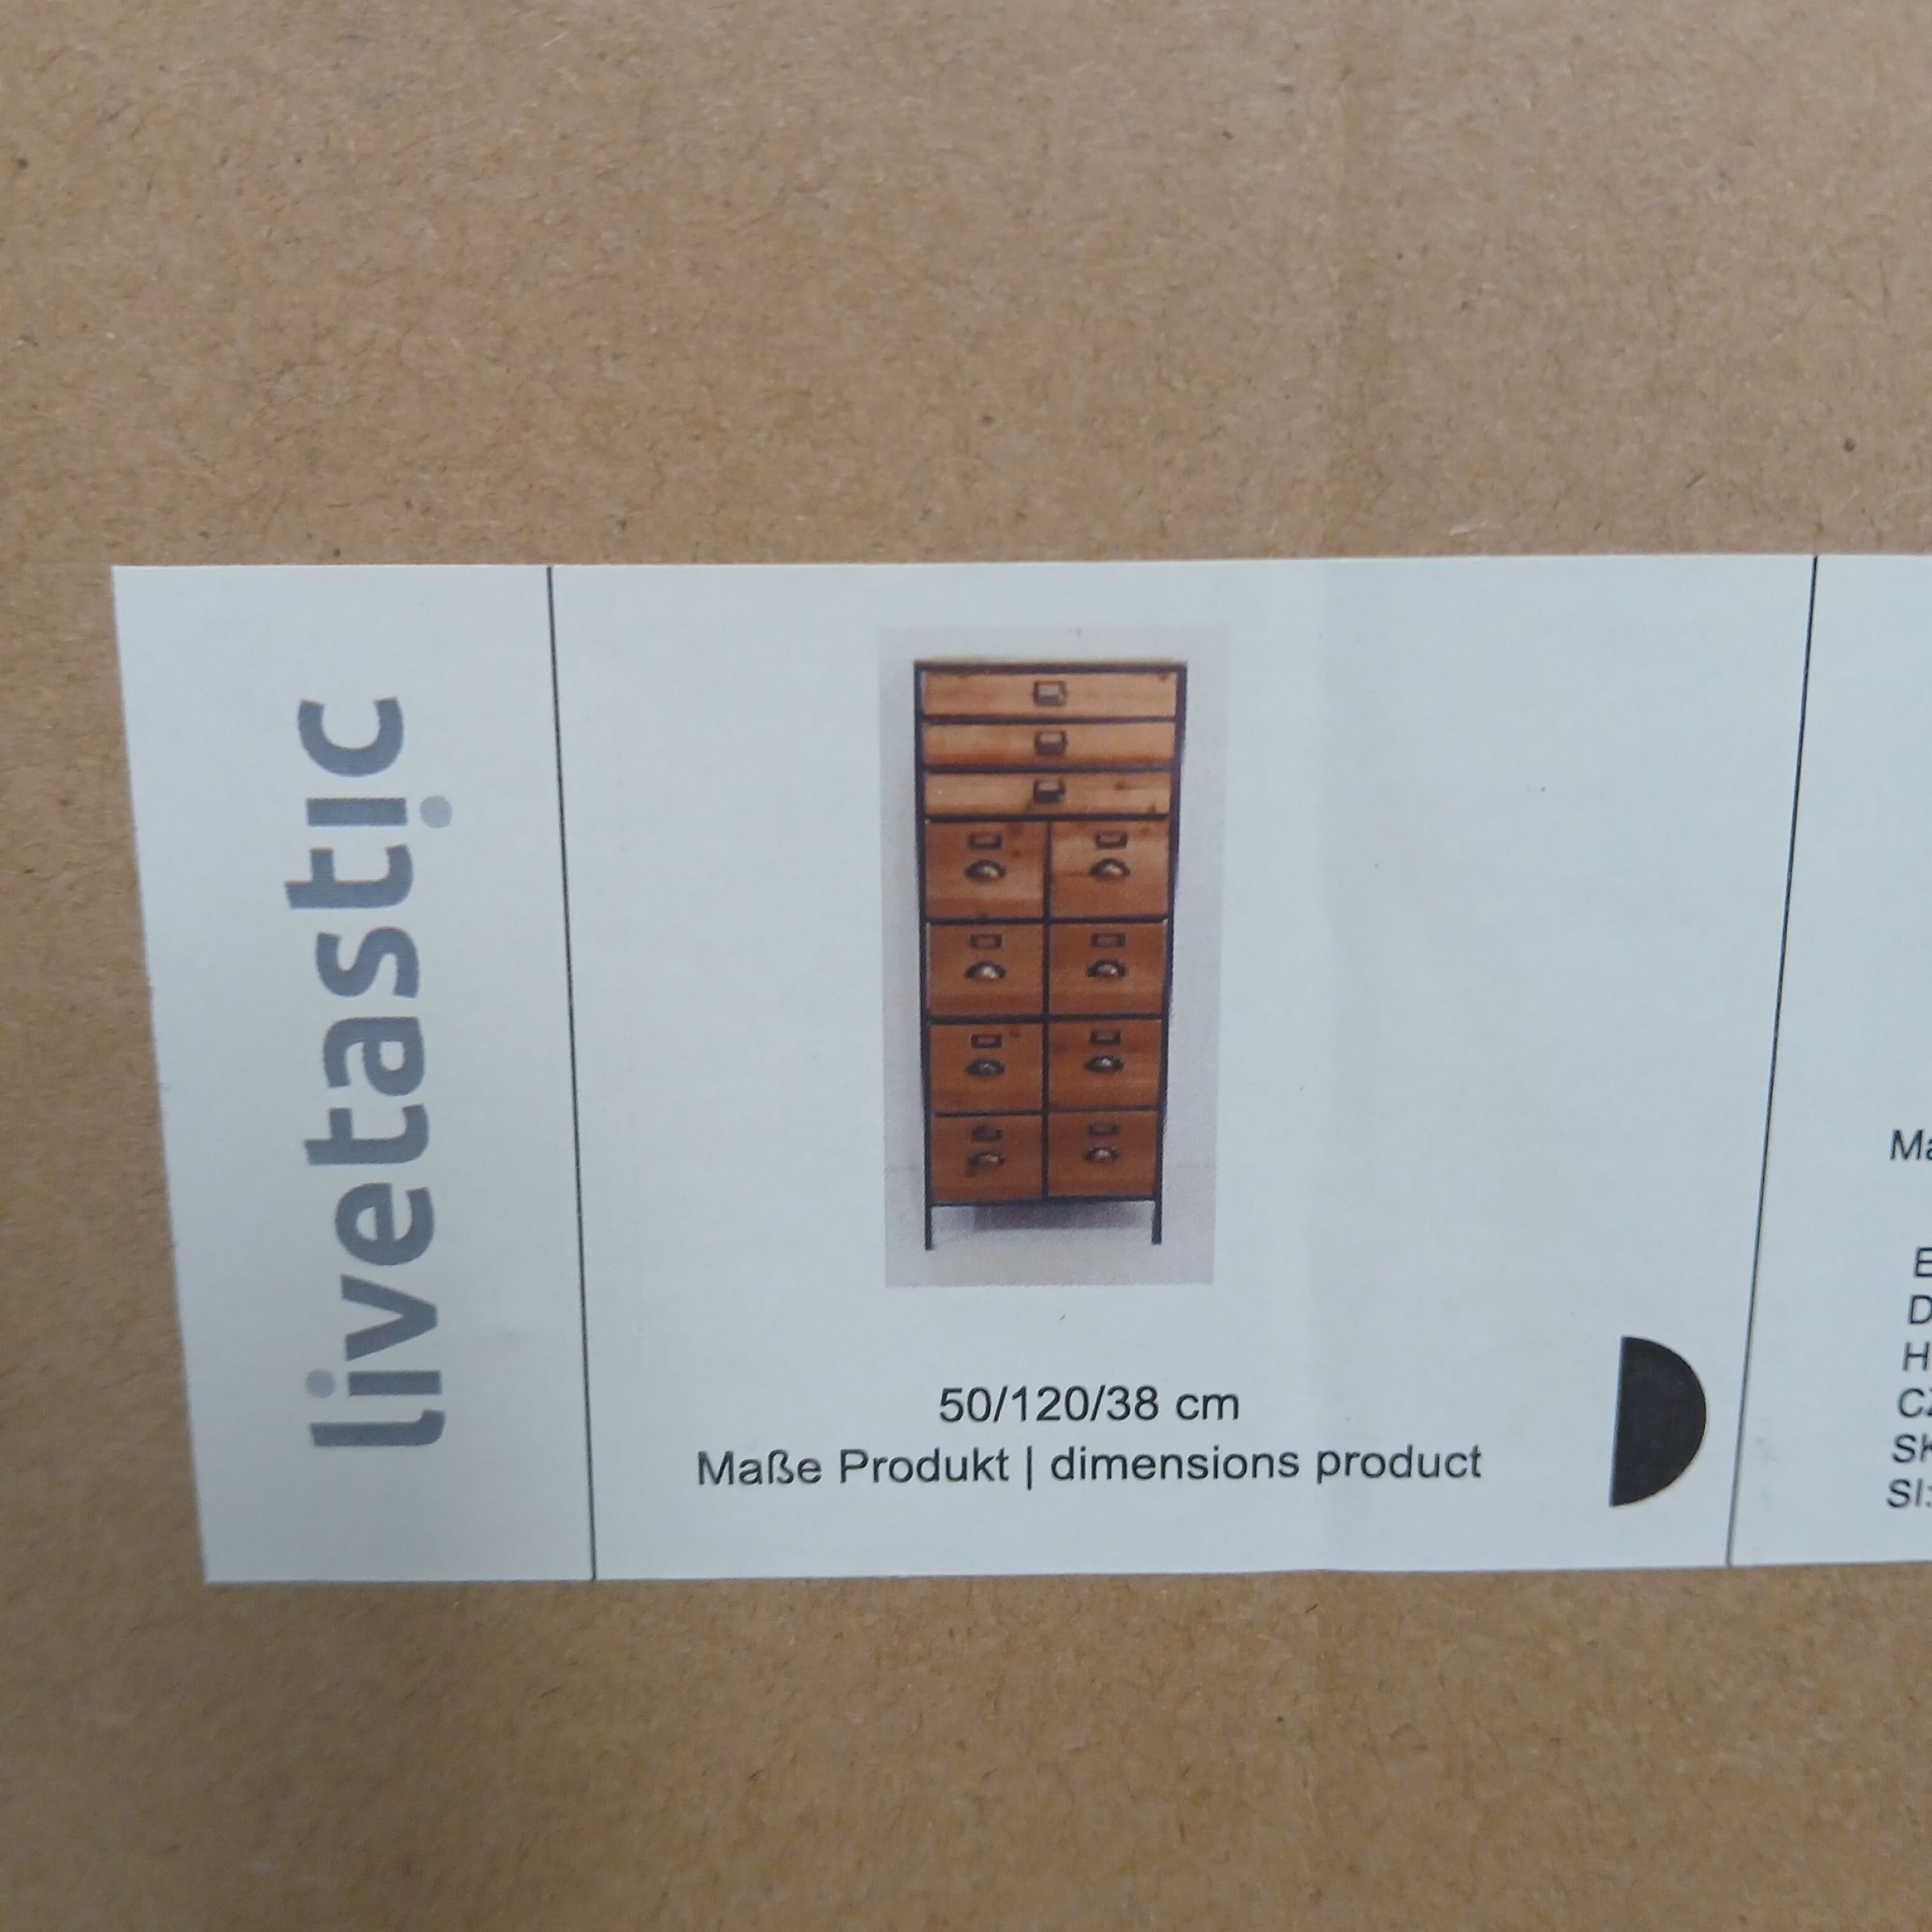 livetastic
50/120/38 cm
Maße Produkt | dimensions product